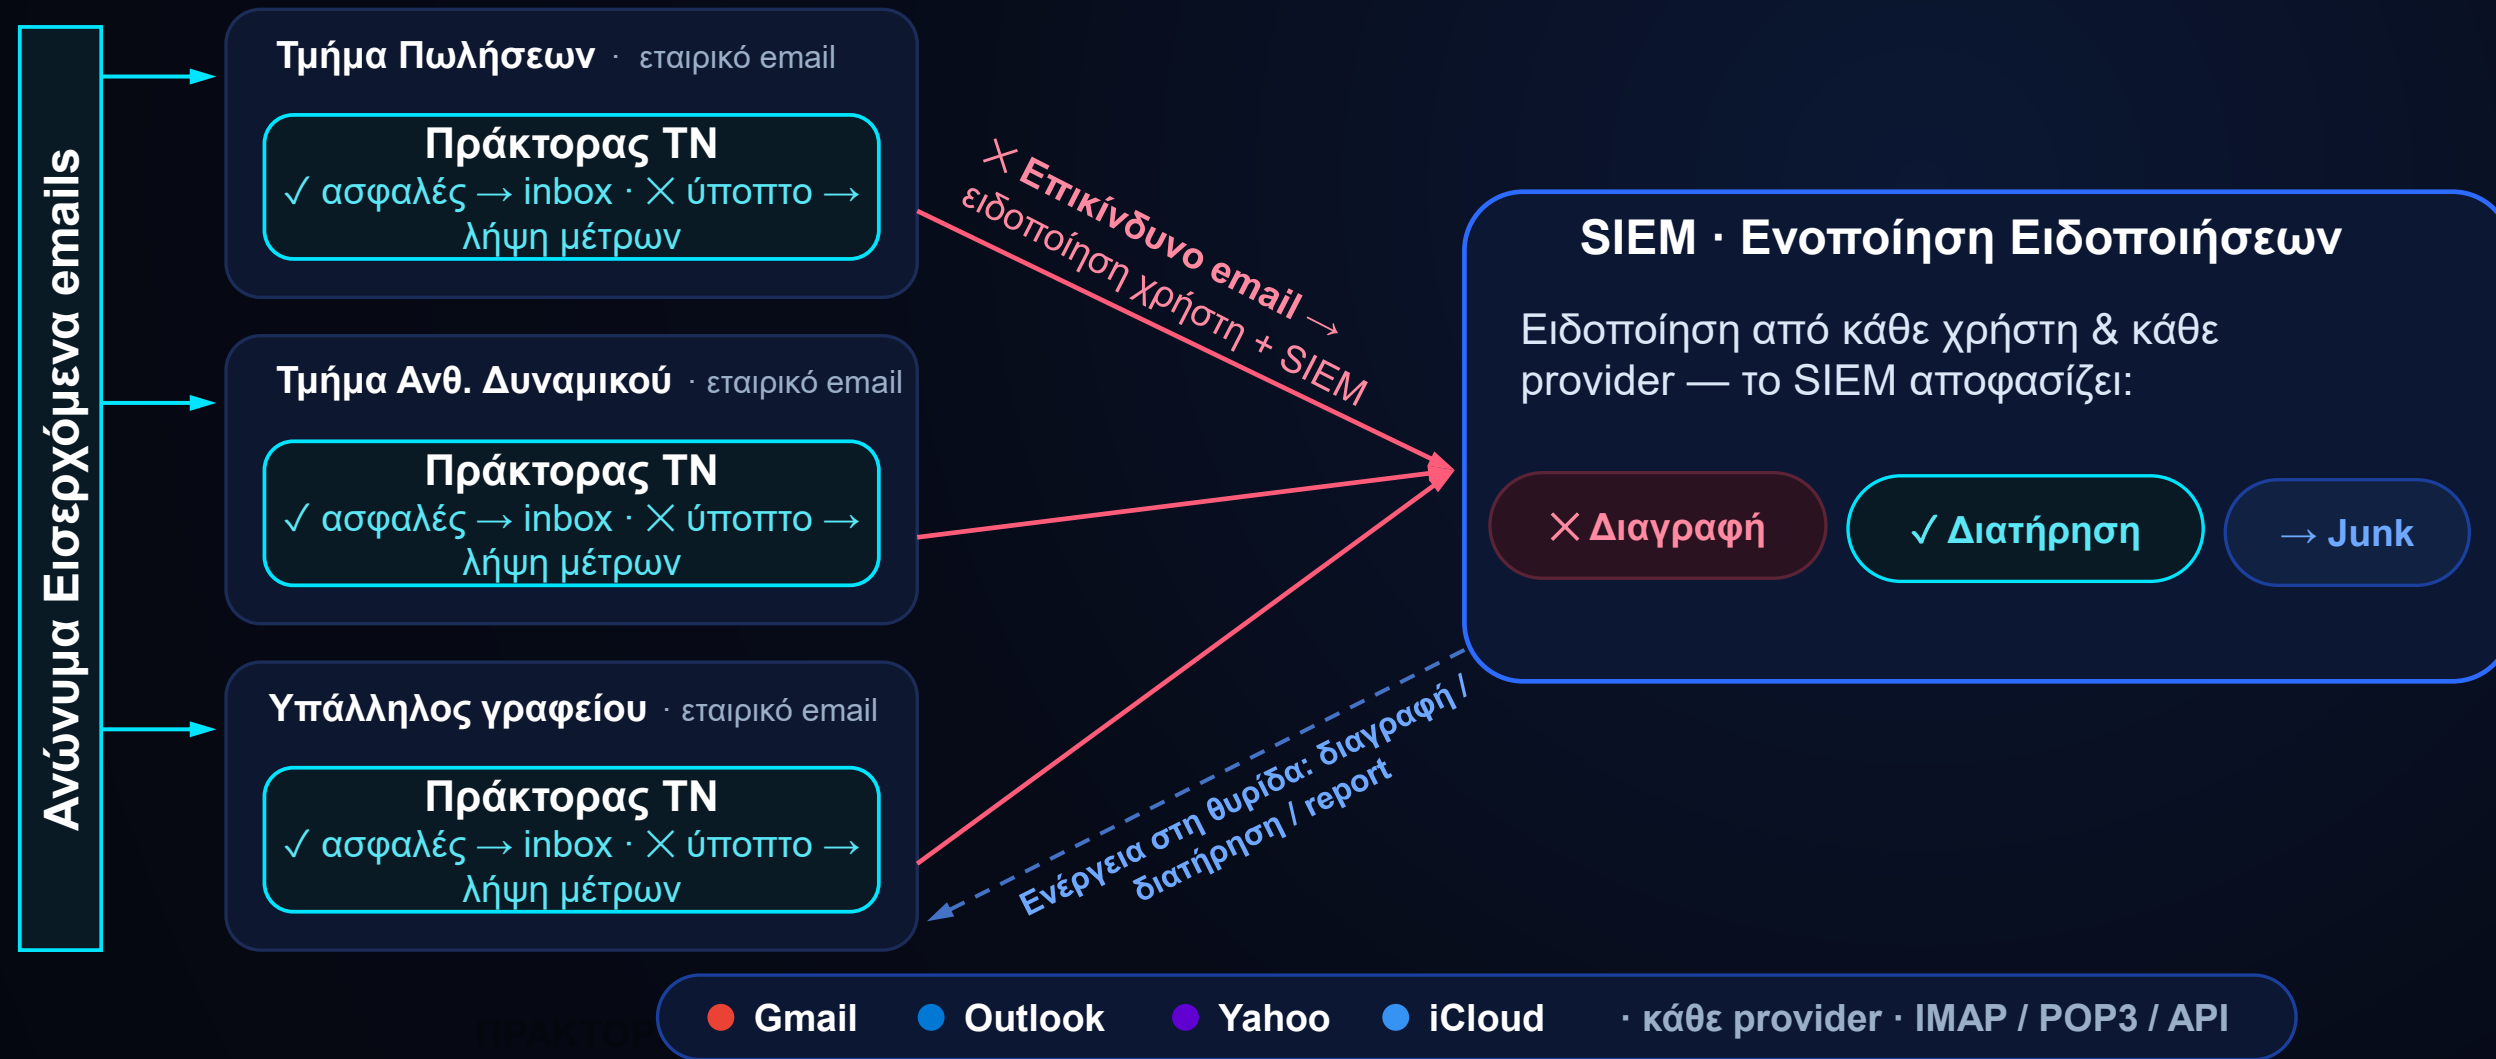 Ανώνυμα Εισερχόμενα emails
Τμήμα Πωλήσεων · εταιρικό email
Πράκτορας ΤΝ
✓ ασφαλές → inbox · ✕ ύποπτο →
λήψη μέτρων
Τμήμα Ανθ. Δυναμικού · εταιρικό email
Πράκτορας ΤΝ
✓ ασφαλές → inbox · ✕ ύποπτο →
λήψη μέτρων
Υπάλληλος γραφείου · εταιρικό email
Πράκτορας ΤΝ
✓ ασφαλές → inbox · ✕ ύποπτο →
λήψη μέτρων
✕ Επικίνδυνο email →
ειδοποίηση χρήστη + SIEM
SIEM · Ενοποίηση Ειδοποιήσεων
Ειδοποίηση από κάθε χρήστη & κάθε
provider — το SIEM αποφασίζει:
✕ Διαγραφή
✓ Διατήρηση
→ Junk
Ενέργεια στη θυρίδα: διαγραφή /
διατήρηση / report
Gmail Outlook Yahoo iCloud · κάθε provider · IMAP / POP3 / API